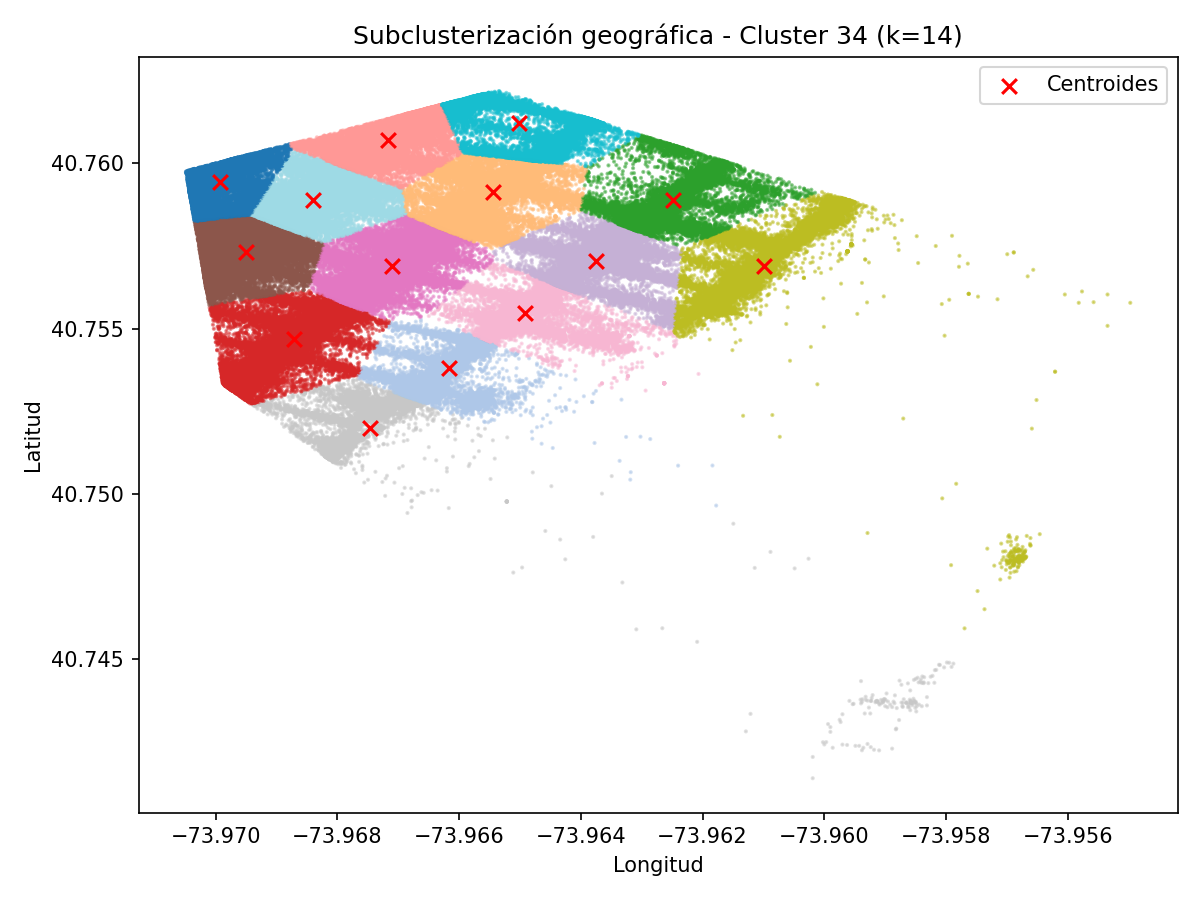 Subclusterización geográfica - Cluster 34 (k=14)
Centroides
40.760
40.755
40.750
40.745
Latitud
−73.970 −73.968 −73.966 −73.964 −73.962 −73.960 −73.958 −73.956
Longitud